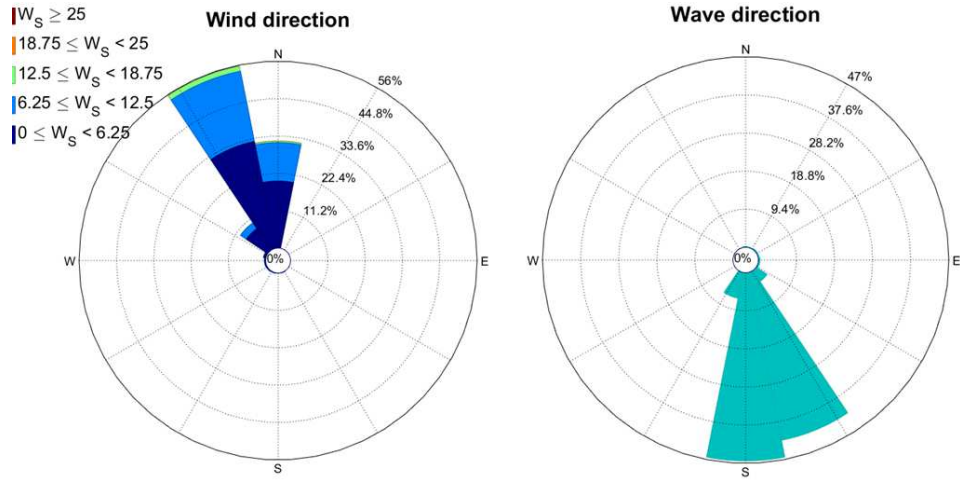 W_S ≥ 25
18.75 ≤ W_S < 25
12.5 ≤ W_S < 18.75
6.25 ≤ W_S < 12.5
0 ≤ W_S < 6.25
Wind direction
N
56%
44.8%
33.6%
22.4%
11.2%
0%
W
E
S
Wave direction
N
47%
37.6%
28.2%
18.8%
9.4%
0%
W
E
S